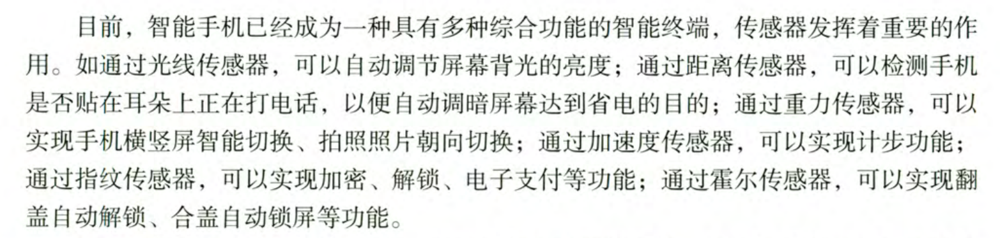 目前，智能手机已经成为一种具有多种综合功能的智能终端，传感器发挥着重要的作
用。如通过光线传感器，可以自动调节屏幕背光的亮度；通过距离传感器，可以检测手机
是否贴在耳朵上正在打电话，以便自动调暗屏幕达到省电的目的；通过重力传感器，可以
实现手机横竖屏智能切换、拍照照片朝向切换；通过加速度传感器，可以实现计步功能；
通过指纹传感器，可以实现加密、解锁、电子支付等功能；通过霍尔传感器，可以实现翻
盖自动解锁、合盖自动锁屏等功能。